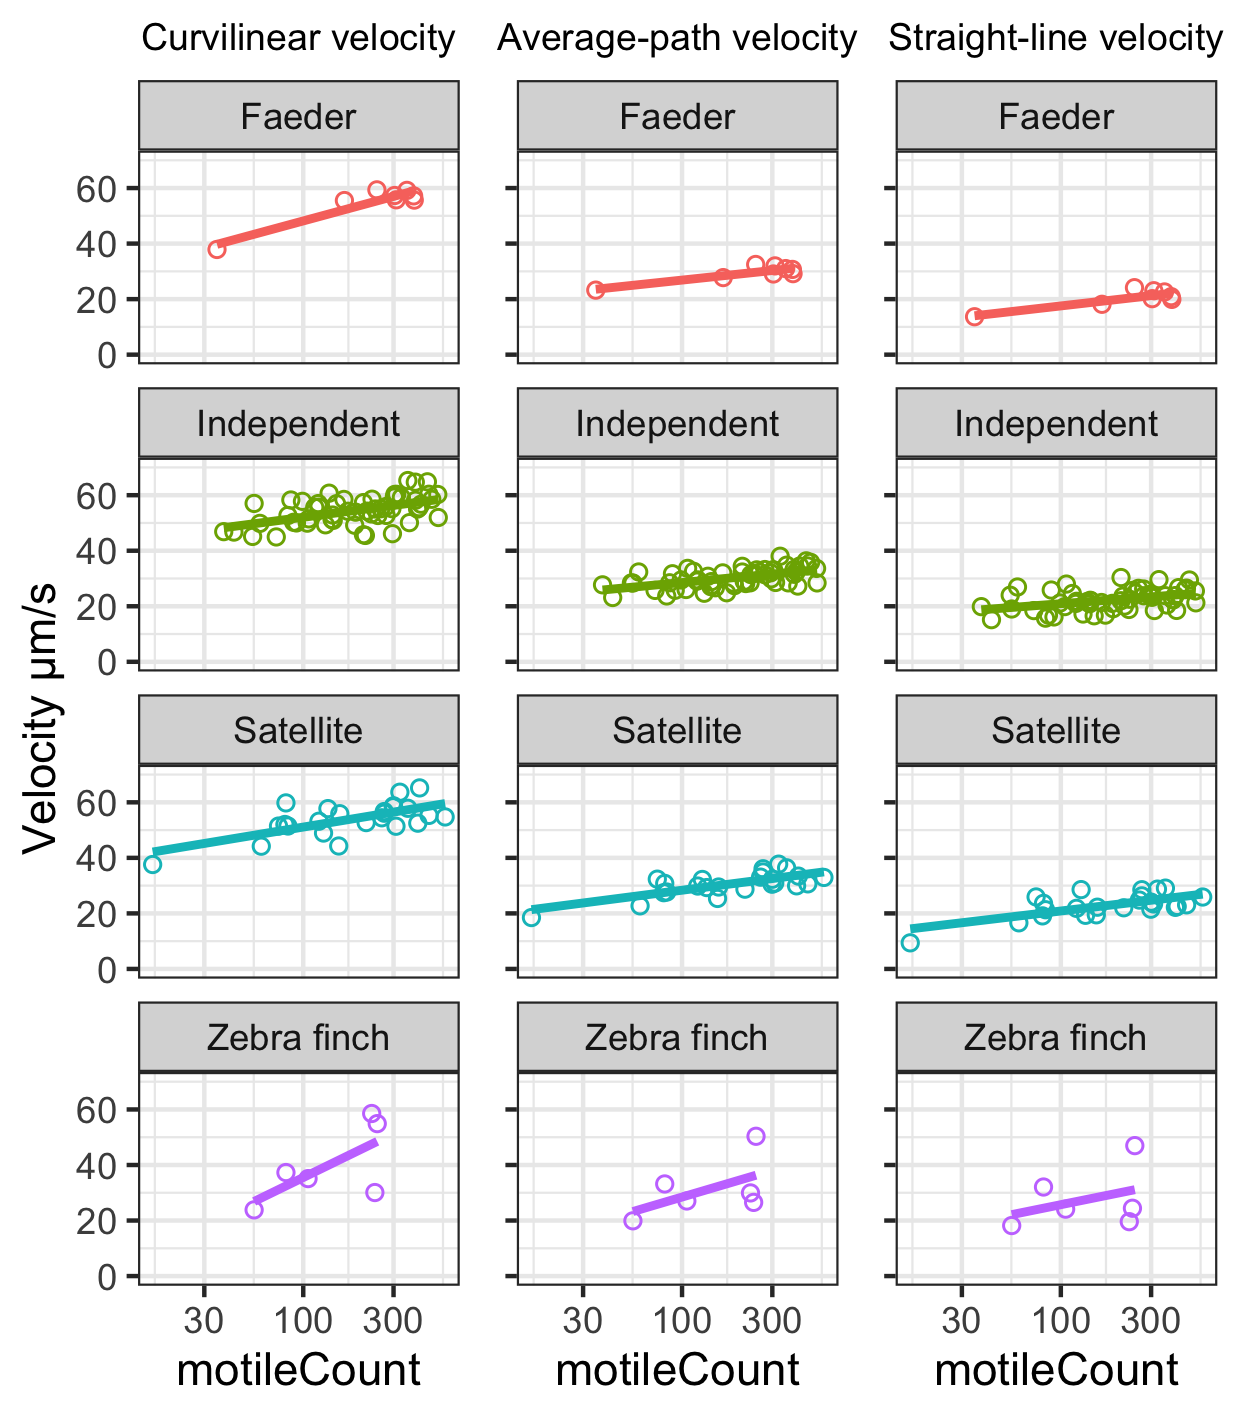 Curvilinear velocity Average-path velocity Straight-line velocity
Faeder Faeder Faeder
60
40
20
0
Independent Independent Independent
60
40
20
0
Velocity µm/s
Satellite Satellite Satellite
60
40
20
0
Zebra finch Zebra finch Zebra finch
60
40
20
0
30 100 300 30 100 300 30 100 300
motileCount motileCount motileCount